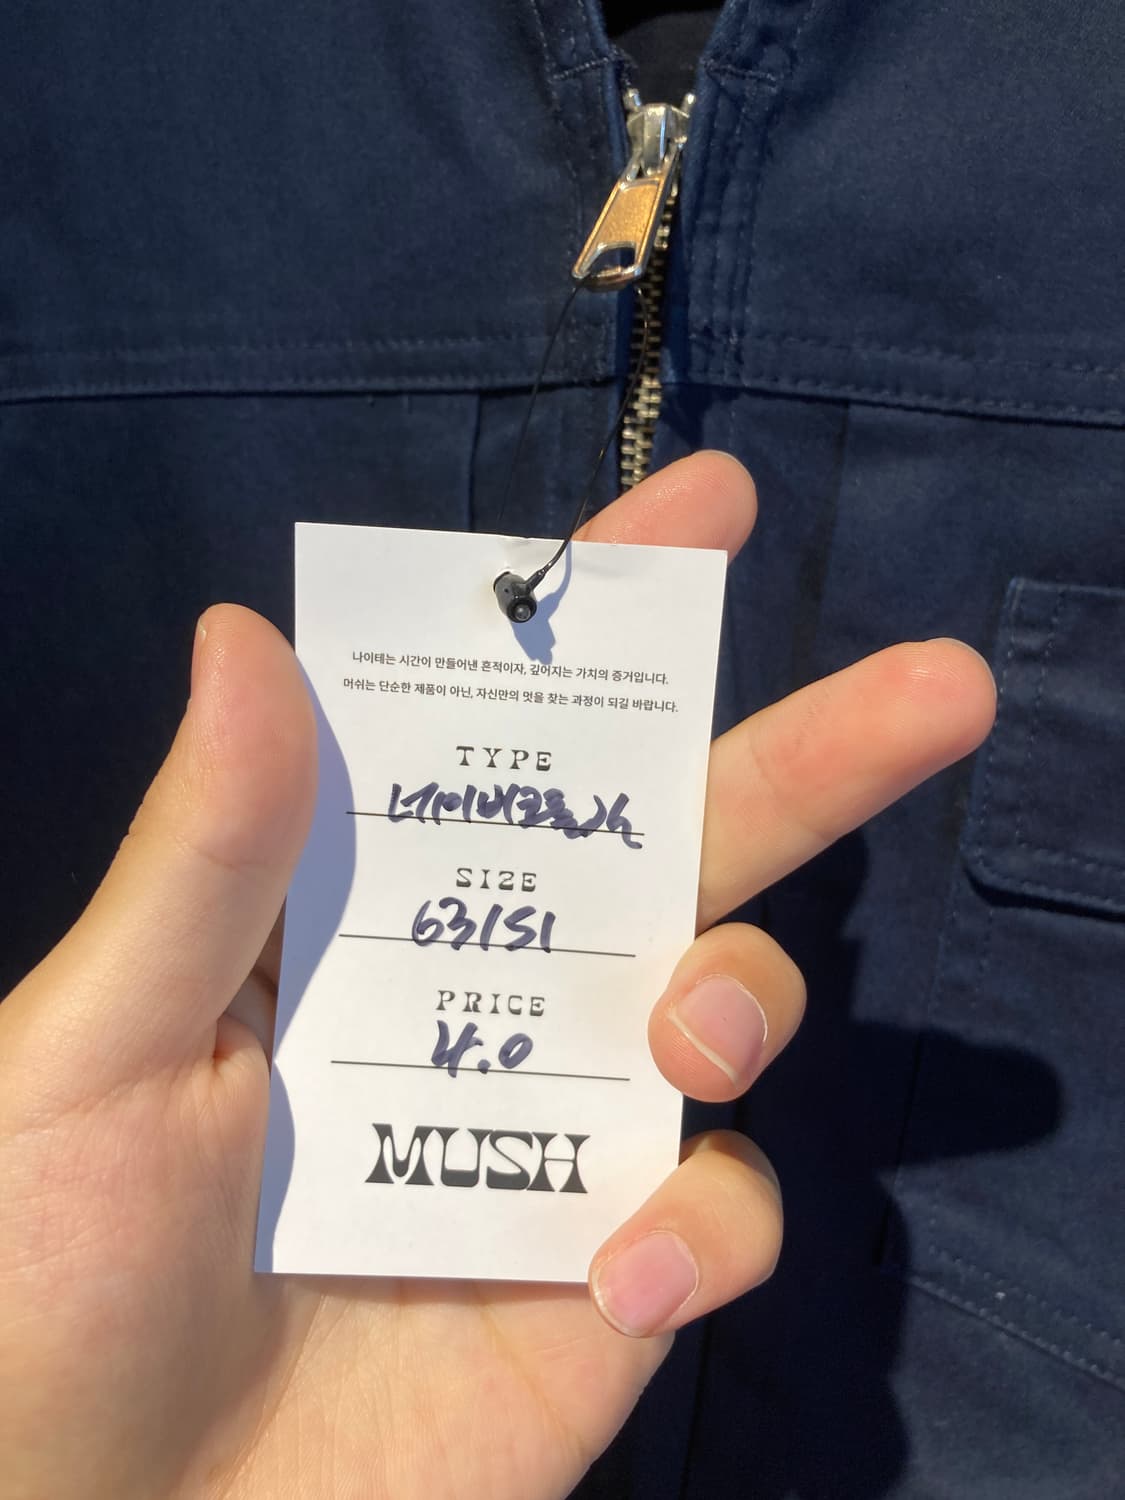 나이테는 시간이 만들어낸 흔적이자, 깊어지는 가치의 증거입니다.
머쉬는 단순한 제품이 아닌, 자신만의 멋을 찾는 과정이 되길 바랍니다.
TYPE
SIZE
63/51
PRICE
4.0
MUSH